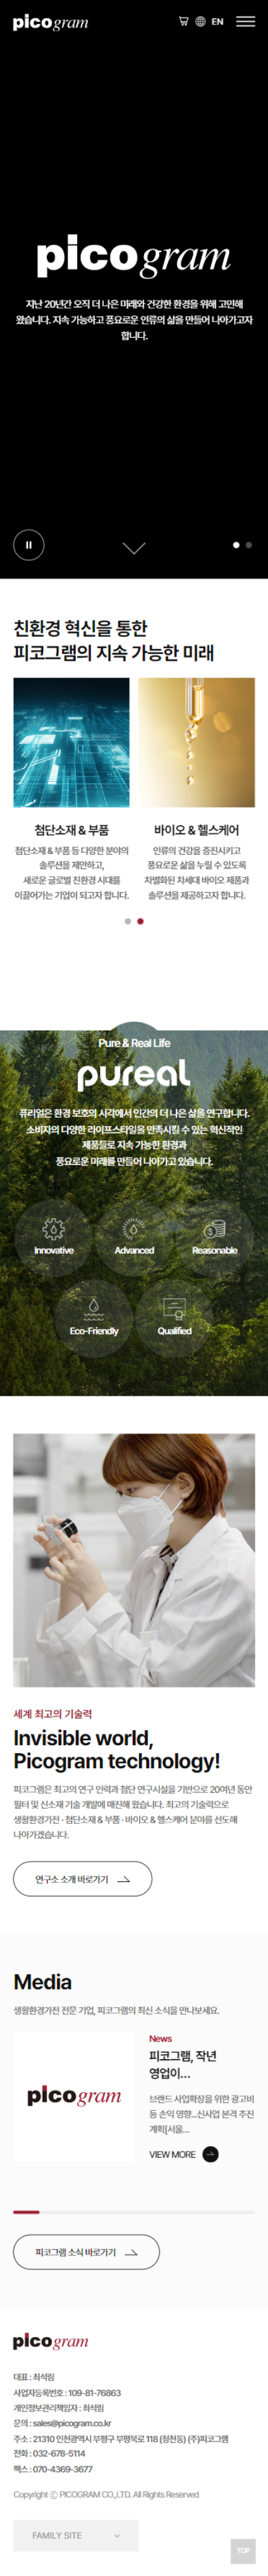 picogram
EN
picogram
지난 20년간 오직 더 나은 미래와 건강한 환경을 위해 고민해
왔습니다. 지속 가능하고 풍요로운 인류의 삶을 만들어 나아가고자
합니다.
친환경 혁신을 통한
피코그램의 지속 가능한 미래
첨단소재 & 부품
첨단소재 & 부품 등 다양한 분야의
솔루션을 제안하고,
새로운 글로벌 친환경 시대를
이끌어가는 기업이 되고자 합니다.
바이오 & 헬스케어
인류의 건강을 증진시키고
풍요로운 삶을 누릴 수 있도록
차별화된 차세대 바이오 제품과
솔루션을 제공하고자 합니다.
Pure & Real Life
pureal
퓨리얼은 환경 보호의 시각에서 인간의 더 나은 삶을 연구합니다.
소비자의 다양한 라이프스타일을 만족시킬 수 있는 혁신적인
제품들로 지속 가능한 환경과
풍요로운 미래를 만들어 나아가고 있습니다.
Innovative
Advanced
Reasonable
Eco-Friendly
Qualified
세계 최고의 기술력
Invisible world,
Picogram technology!
피코그램은 최고의 연구 인력과 첨단 연구시설을 기반으로 20여년 동안
필터 및 신소재 기술 개발에 매진해 왔습니다. 최고의 기술력으로
생활환경가전 · 첨단소재 & 부품 · 바이오 & 헬스케어 분야를 선도해
나아가겠습니다.
연구소 소개 바로가기
Media
생활환경가전 전문 기업, 피코그램의 최신 소식을 만나보세요.
picogram
News
피코그램, 작년
영업이...
브랜드 사업확장을 위한 광고비
등 손익 영향...신사업 본격 추진
계획[서울...
VIEW MORE
피코그램 소식 바로가기
picogram
대표 : 최석림
사업자등록번호 : 109-81-76863
개인정보관리책임자 : 최석림
문의 : sales@picogram.co.kr
주소 : 21310 인천광역시 부평구 부평북로 118 (청천동) (주)피코그램
전화 : 032-678-5114
팩스 : 070-4369-3677
Copyright ⓒ PICOGRAM CO.,LTD. All Rights Reserved
FAMILY SITE
TOP